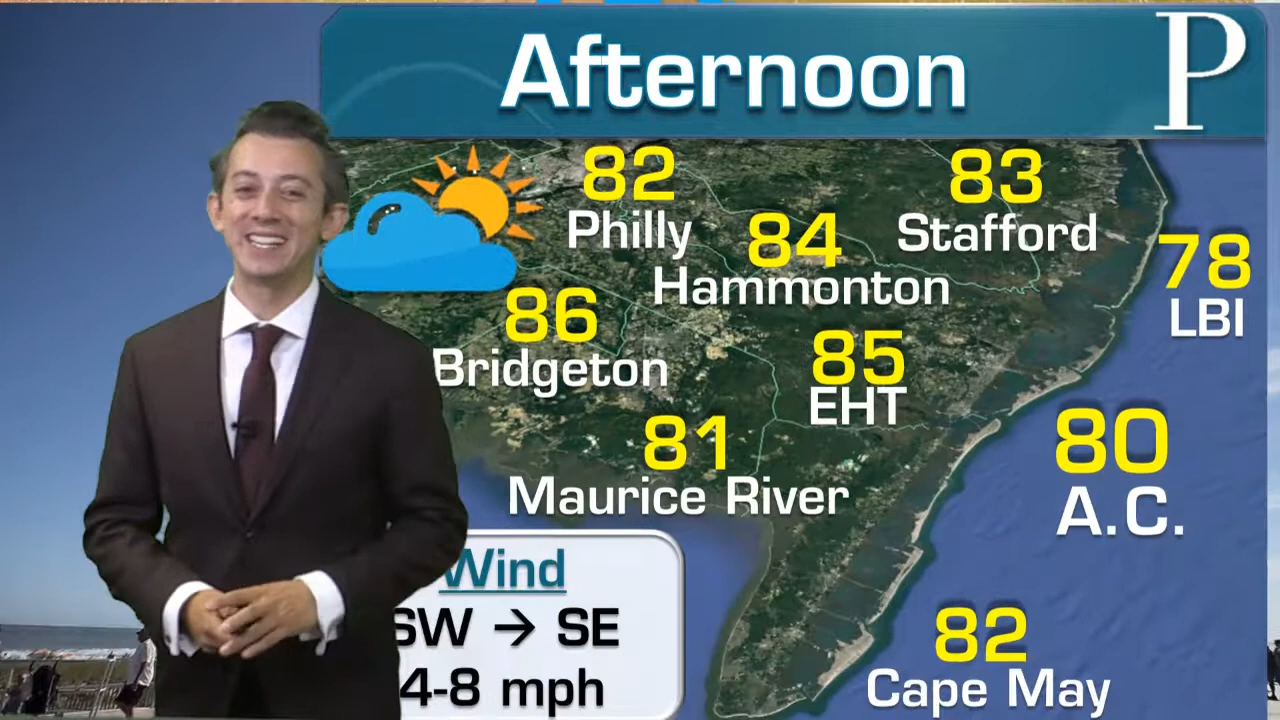 Afternoon
P
82
Philly
83
Stafford
84
Hammonton
78
LBI
86
Bridgeton
85
EHT
81
Maurice River
80
A.C.
Wind
SW → SE
4-8 mph
82
Cape May